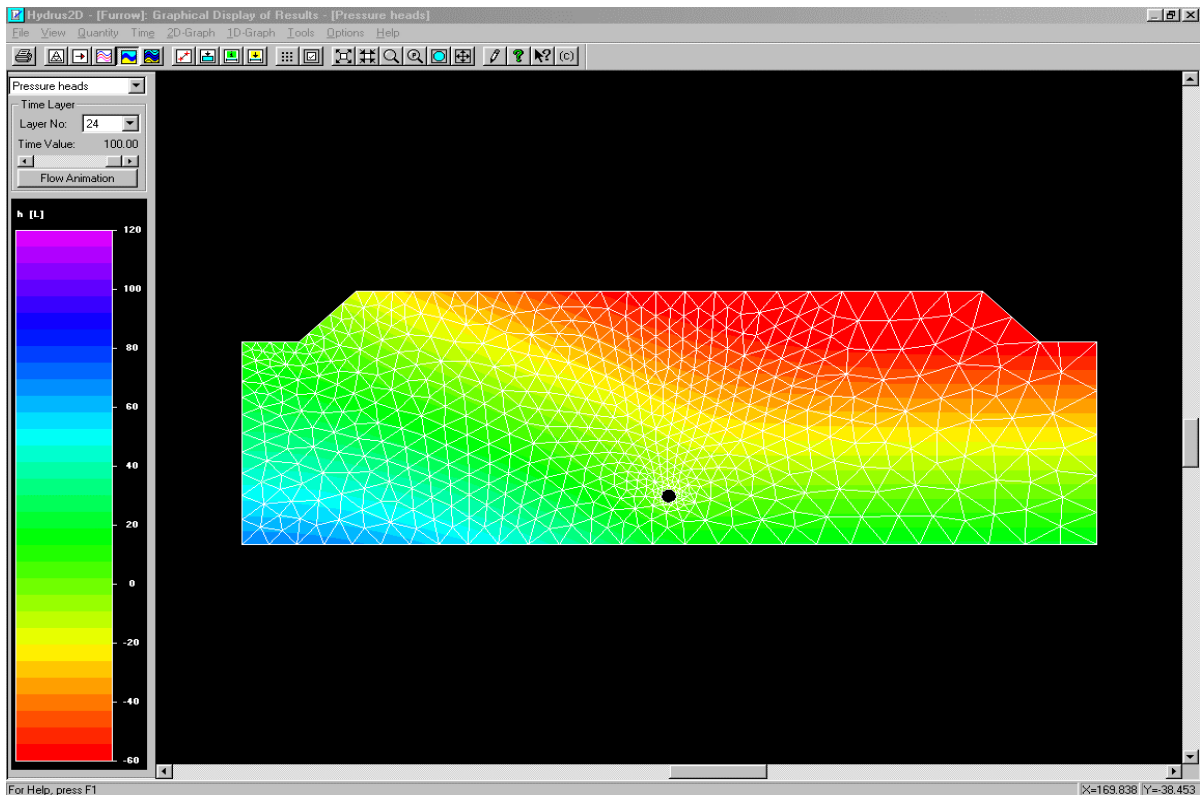 Hydrus2D - [Furrow]: Graphical Display of Results - [Pressure heads]
File View Quantity Time 2D-Graph 1D-Graph Tools Options Help
(C)
Pressure heads
Time Layer
Layer No: 24
Time Value: 100.00
Flow Animation
h [L]
120
100
80
60
40
20
0
-20
-40
-60
For Help, press F1
X=169.838 Y=-38.453